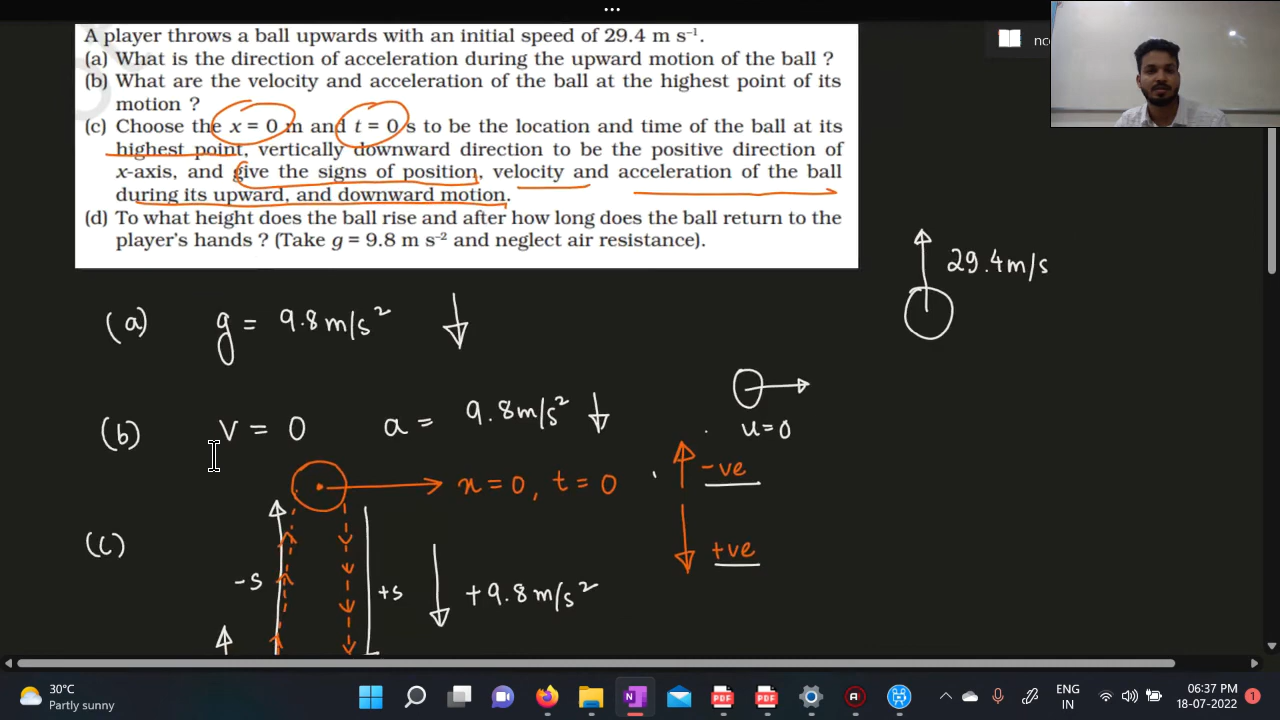 A player throws a ball upwards with an initial speed of 29.4 m s⁻¹.
(a) What is the direction of acceleration during the upward motion of the ball ?
(b) What are the velocity and acceleration of the ball at the highest point of its
motion ?
(c) Choose the x = 0 m and t = 0 s to be the location and time of the ball at its
highest point, vertically downward direction to be the positive direction of
x-axis, and give the signs of position, velocity and acceleration of the ball
during its upward, and downward motion.
(d) To what height does the ball rise and after how long does the ball return to the
player's hands ? (Take g = 9.8 m s⁻² and neglect air resistance).
29.4 m/s
(a) g = 9.8 m/s²
(b) v = 0 a = 9.8 m/s²
u=0
x=0, t=0
-ve
+ve
(c)
-s
+s
+9.8 m/s²
30°C
Partly sunny
ENG
IN
06:37 PM
18-07-2022
1